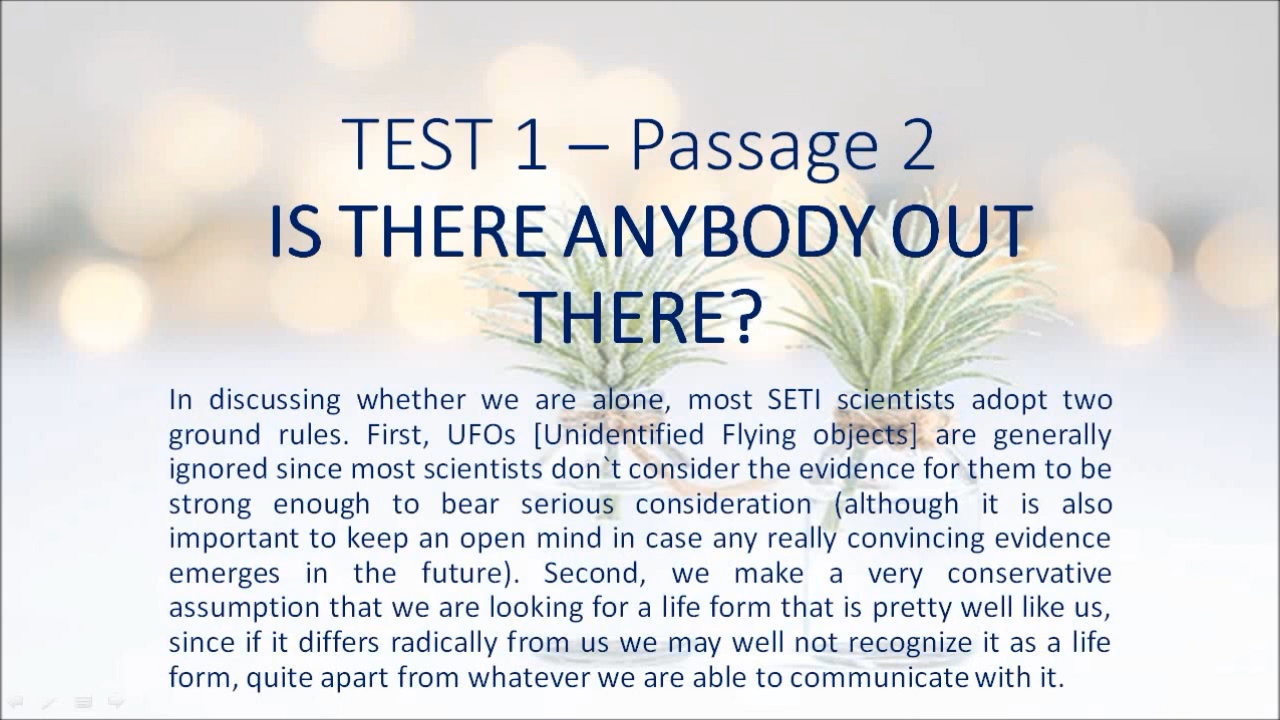 TEST 1 – Passage 2
IS THERE ANYBODY OUT
THERE?
In discussing whether we are alone, most SETI scientists adopt two
ground rules. First, UFOs [Unidentified Flying objects] are generally
ignored since most scientists don`t consider the evidence for them to be
strong enough to bear serious consideration (although it is also
important to keep an open mind in case any really convincing evidence
emerges in the future). Second, we make a very conservative
assumption that we are looking for a life form that is pretty well like us,
since if it differs radically from us we may well not recognize it as a life
form, quite apart from whatever we are able to communicate with it.